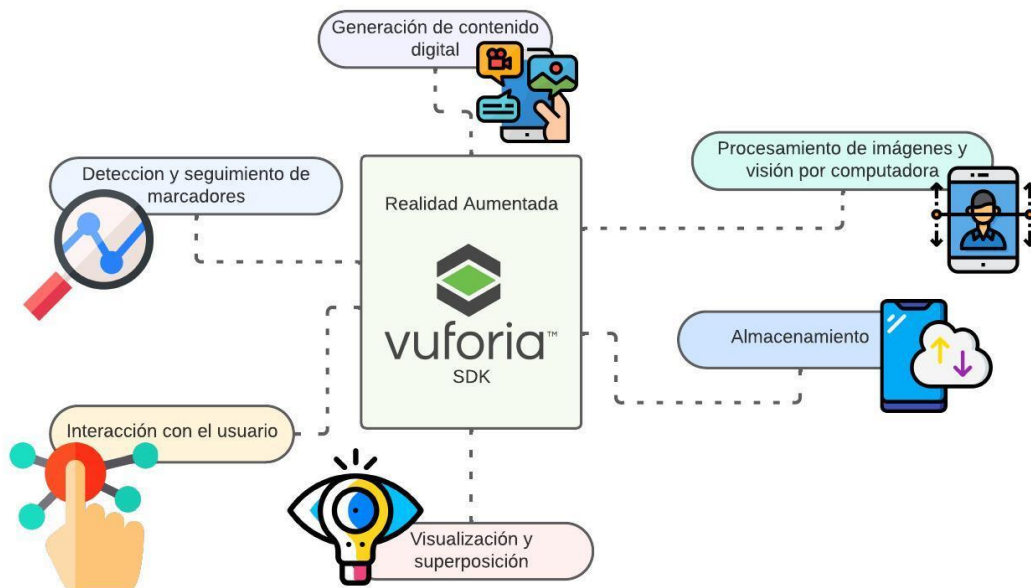 Generación de contenido
digital
Deteccion y seguimiento de
marcadores
Procesamiento de imágenes y
visión por computadora
Realidad Aumentada
vuforia™
SDK
Almacenamiento
Interacción con el usuario
Visualización y
superposición